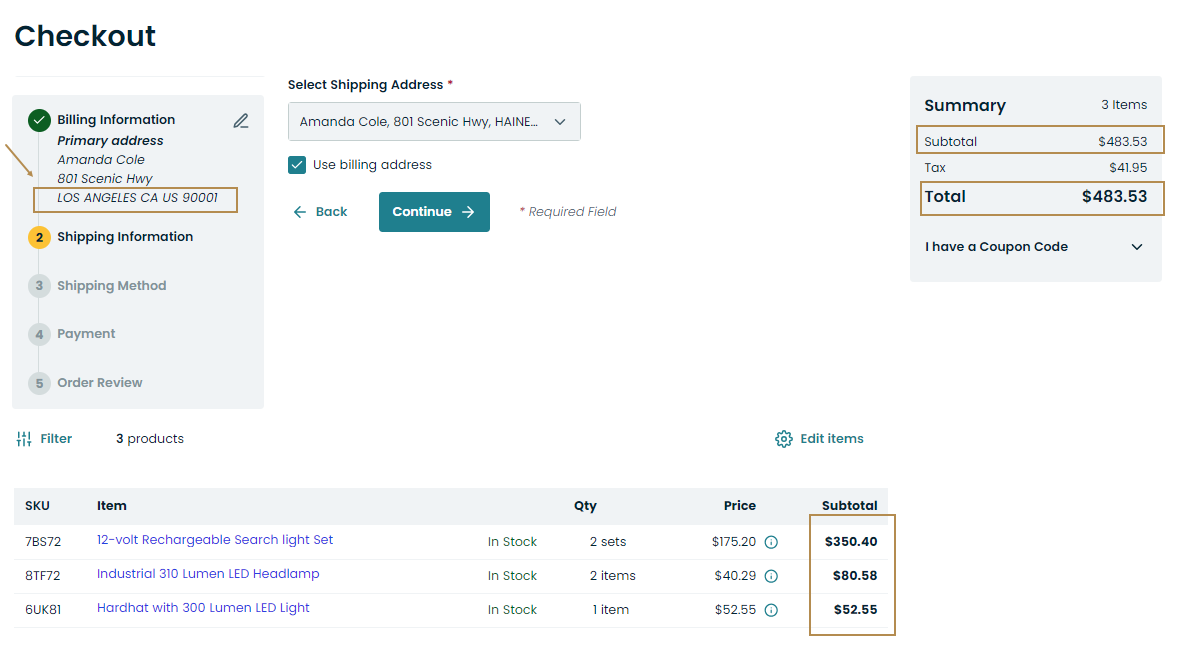 Checkout
Billing Information
Primary address
Amanda Cole
801 Scenic Hwy
LOS ANGELES CA US 90001
2 Shipping Information
3 Shipping Method
4 Payment
5 Order Review
Select Shipping Address *
Amanda Cole, 801 Scenic Hwy, HAINE...
Use billing address
Back Continue * Required Field
Summary 3 Items
Subtotal $483.53
Tax $41.95
Total $483.53
I have a Coupon Code
Filter 3 products Edit items
SKU Item Qty Price Subtotal
7BS72 12-volt Rechargeable Search light Set In Stock 2 sets $175.20 $350.40
8TF72 Industrial 310 Lumen LED Headlamp In Stock 2 items $40.29 $80.58
6UK81 Hardhat with 300 Lumen LED Light In Stock 1 item $52.55 $52.55